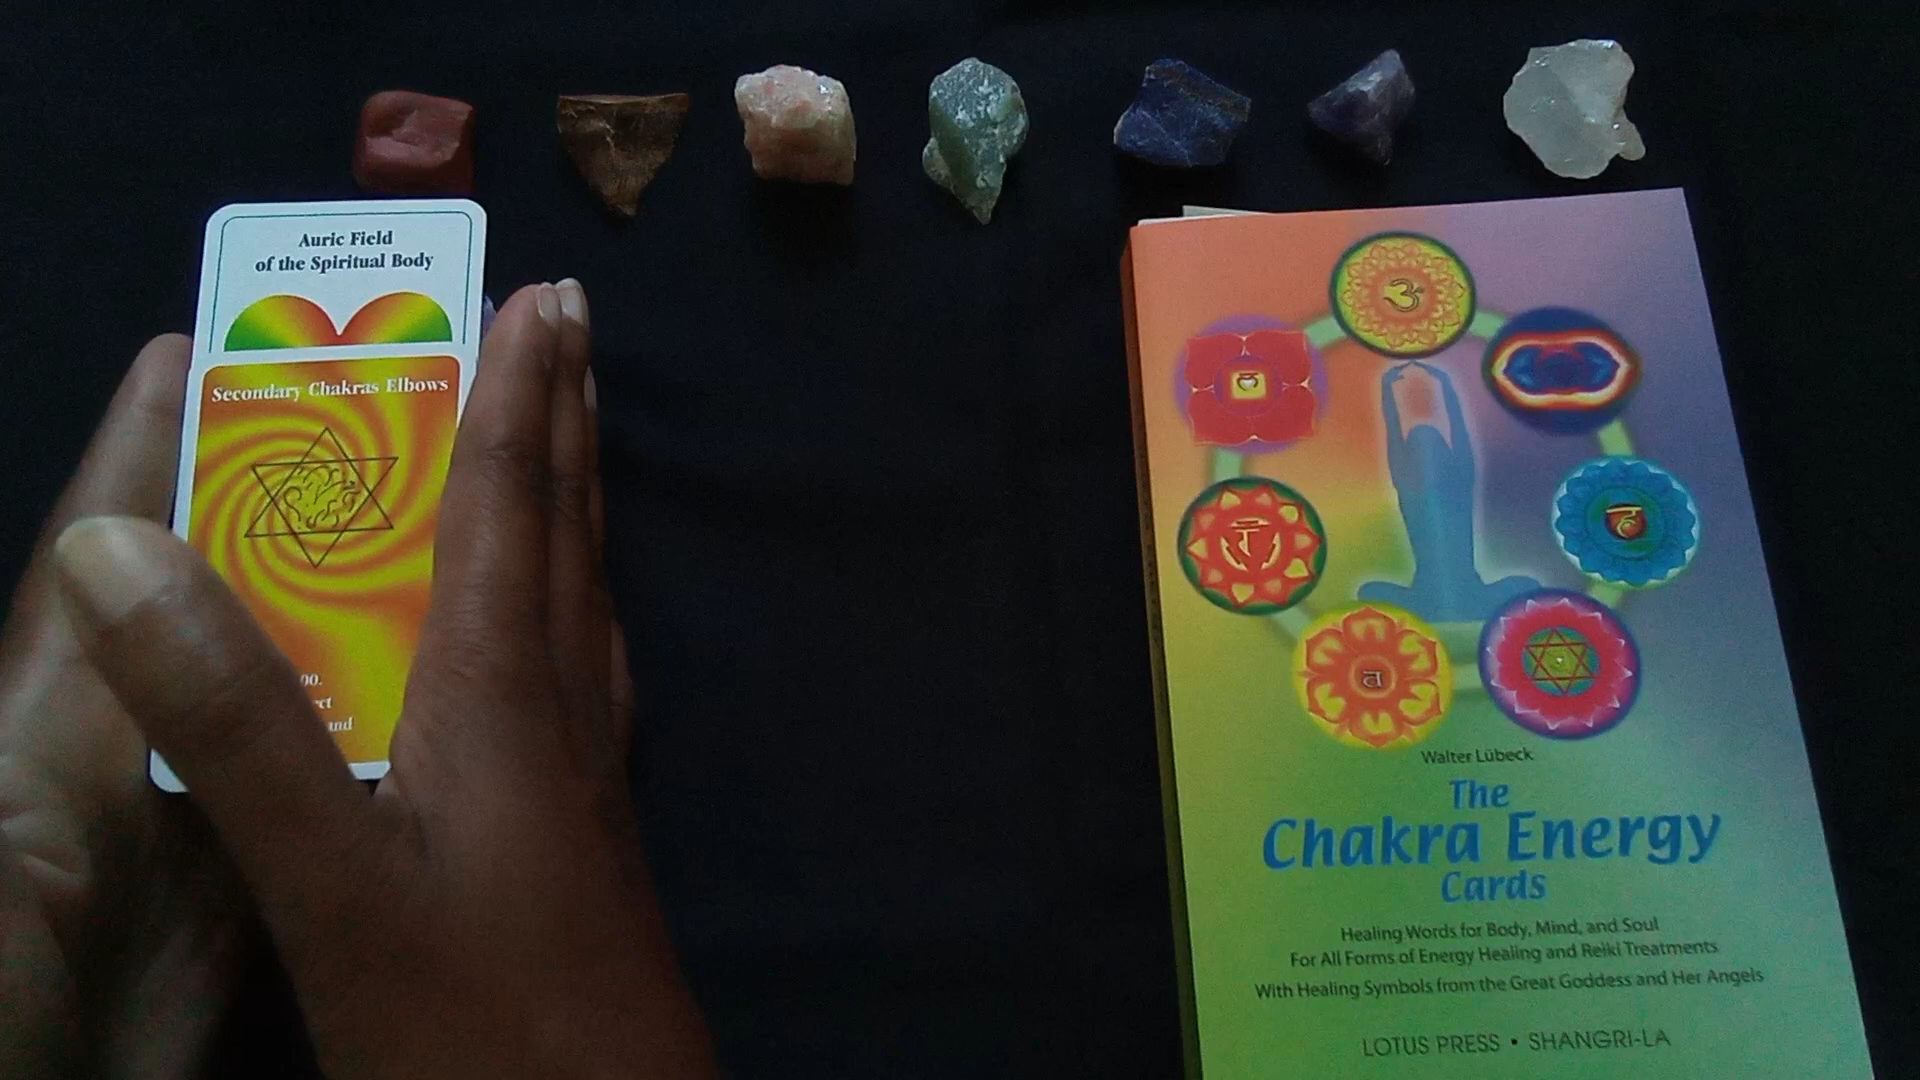 Auric Field
of the Spiritual Body
Secondary Chakras Elbows
and
Walter Lübeck
The
Chakra Energy
Cards
Healing Words for Body, Mind, and Soul
For All Forms of Energy Healing and Reiki Treatments
With Healing Symbols from the Great Goddess and Her Angels
LOTUS PRESS • SHANGRI-LA